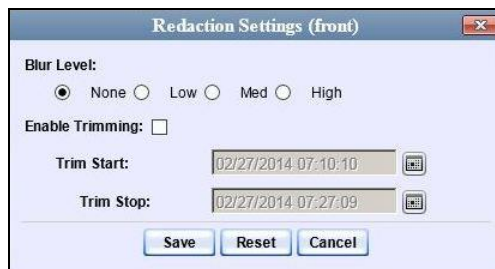 Redaction Settings (front)
Blur Level:
None Low Med High
Enable Trimming:
Trim Start: 02/27/2014 07:10:10
Trim Stop: 02/27/2014 07:27:09
Save Reset Cancel